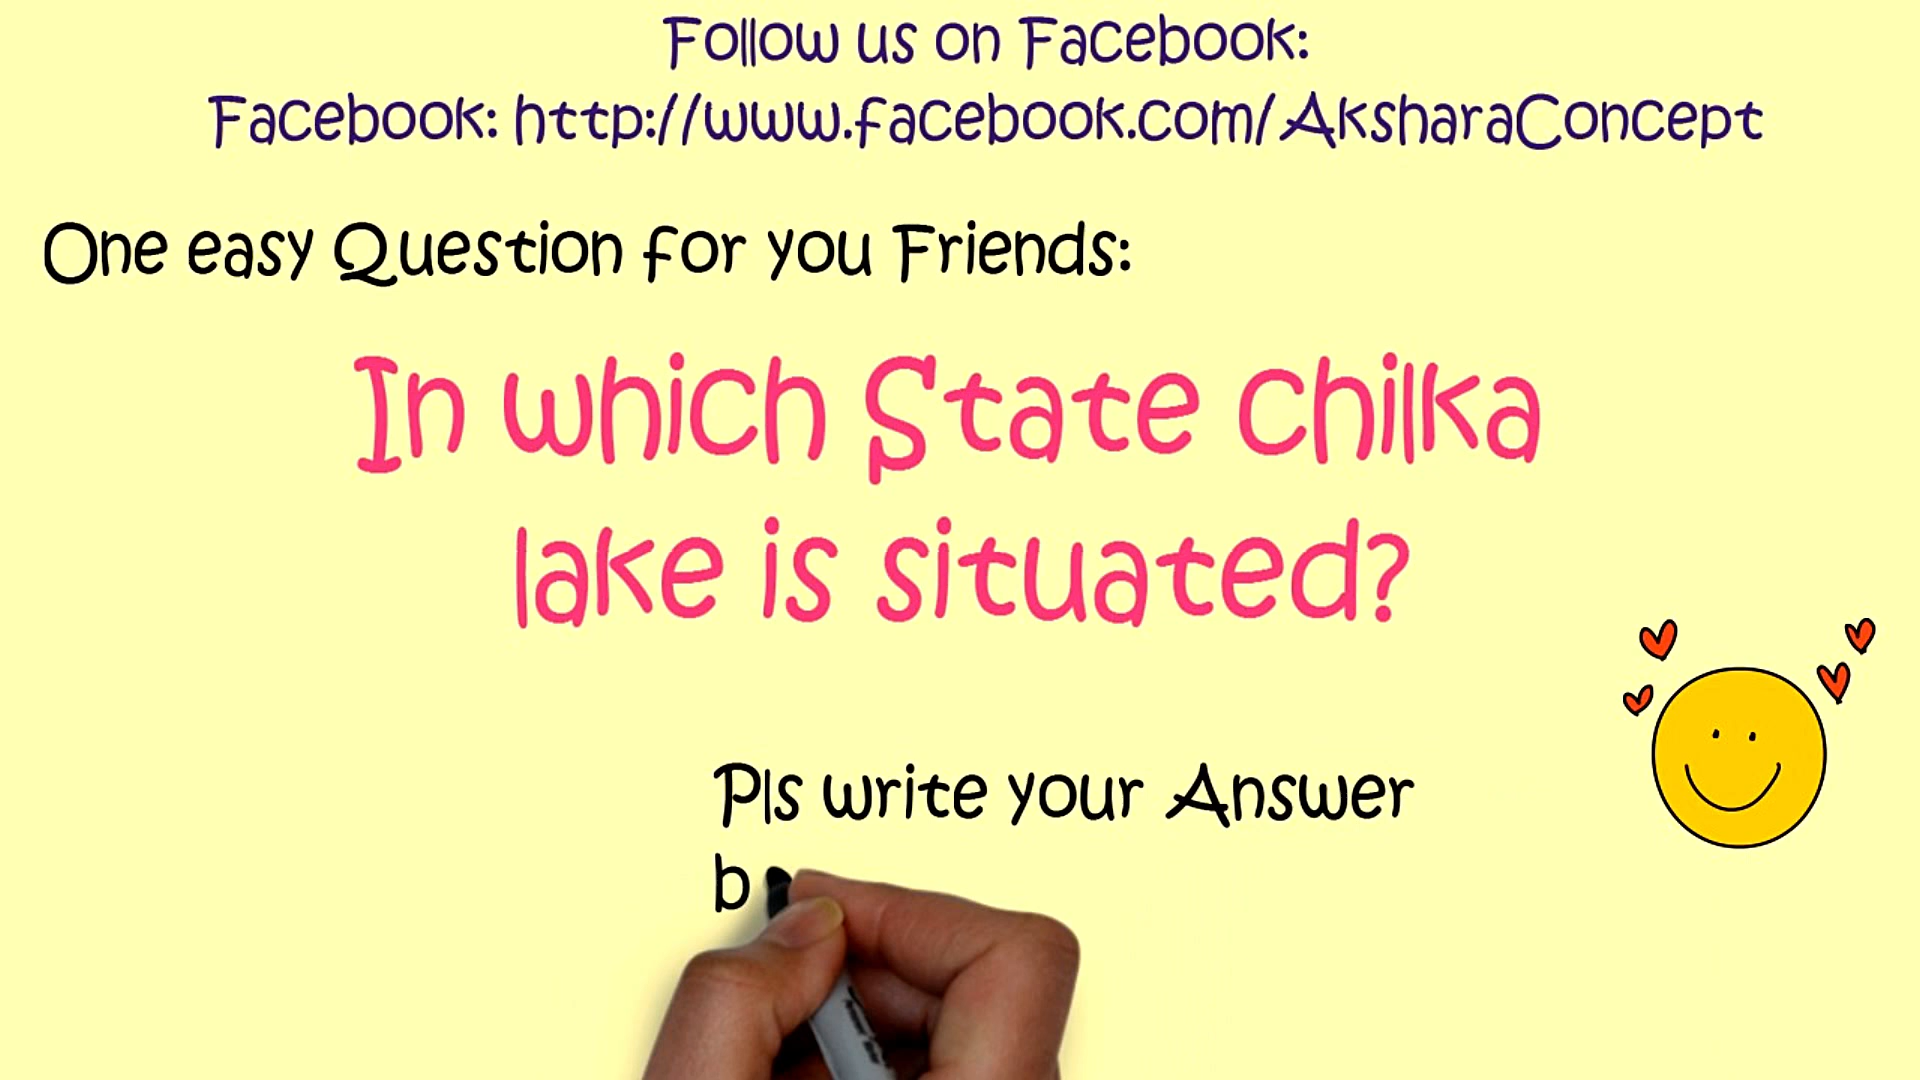 Follow us on Facebook:
Facebook: http://www.facebook.com/AksharaConcept
One easy Question for you Friends:
In which State chilka
lake is situated?
Pls write your Answer
b